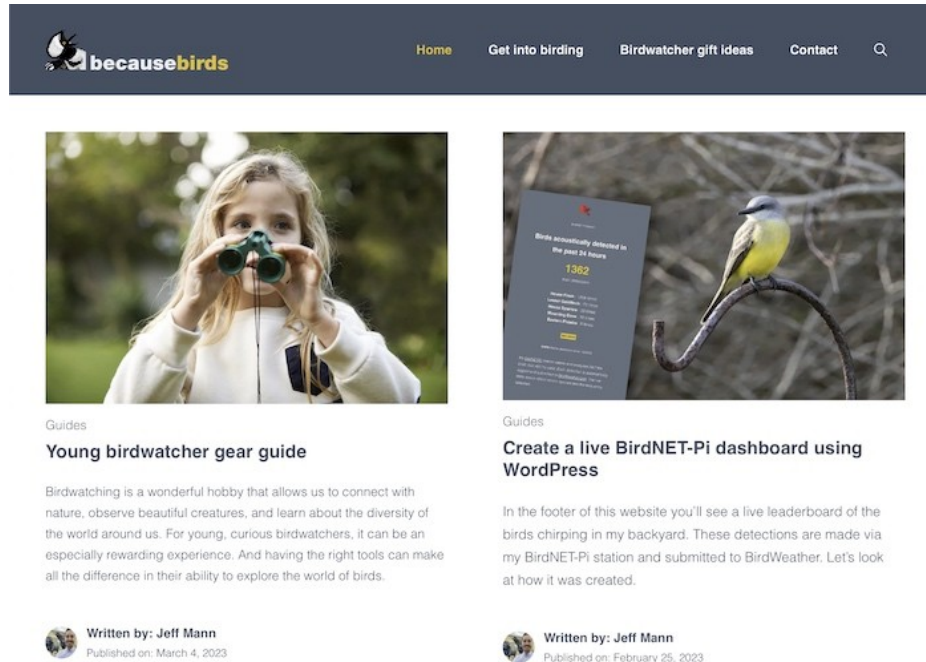 becausebirds
Home Get into birding Birdwatcher gift ideas Contact
Birds acoustically detected in
the past 24 hours
1362
Guides
Young birdwatcher gear guide
Birdwatching is a wonderful hobby that allows us to connect with
nature, observe beautiful creatures, and learn about the diversity of
the world around us. For young, curious birdwatchers, it can be an
especially rewarding experience. And having the right tools can make
all the difference in their ability to explore the world of birds.
Written by: Jeff Mann
Published on: March 4, 2023
Guides
Create a live BirdNET-Pi dashboard using
WordPress
In the footer of this website you'll see a live leaderboard of the
birds chirping in my backyard. These detections are made via
my BirdNET-Pi station and submitted to BirdWeather. Let's look
at how it was created.
Written by: Jeff Mann
Published on: February 25, 2023